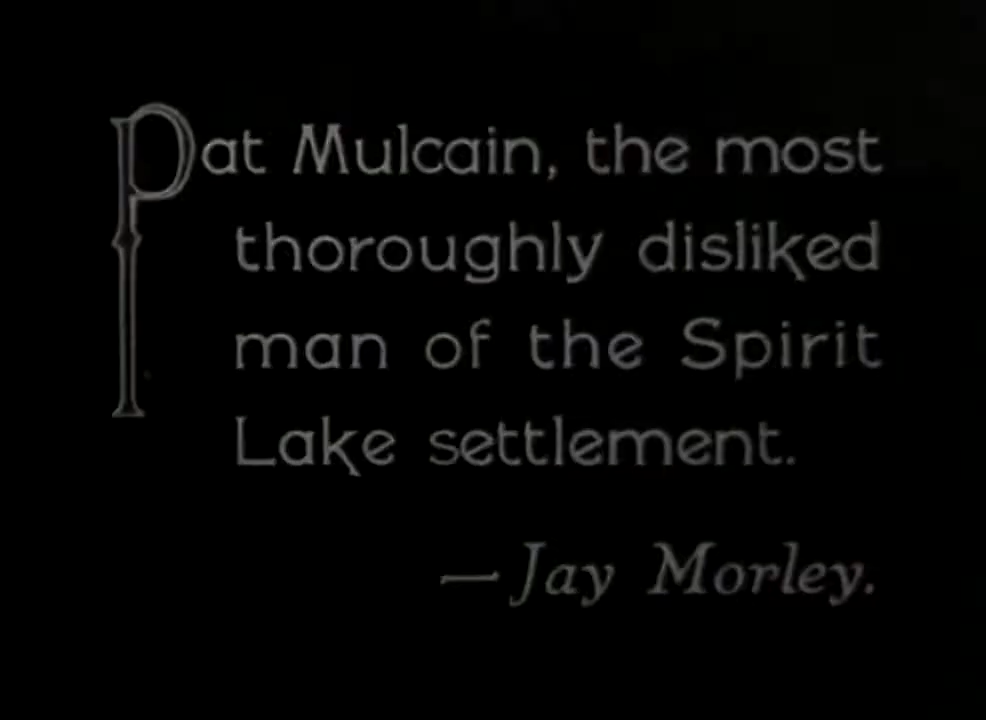 Pat Mulcain, the most
thoroughly disliked
man of the Spirit
Lake settlement.
—Jay Morley.